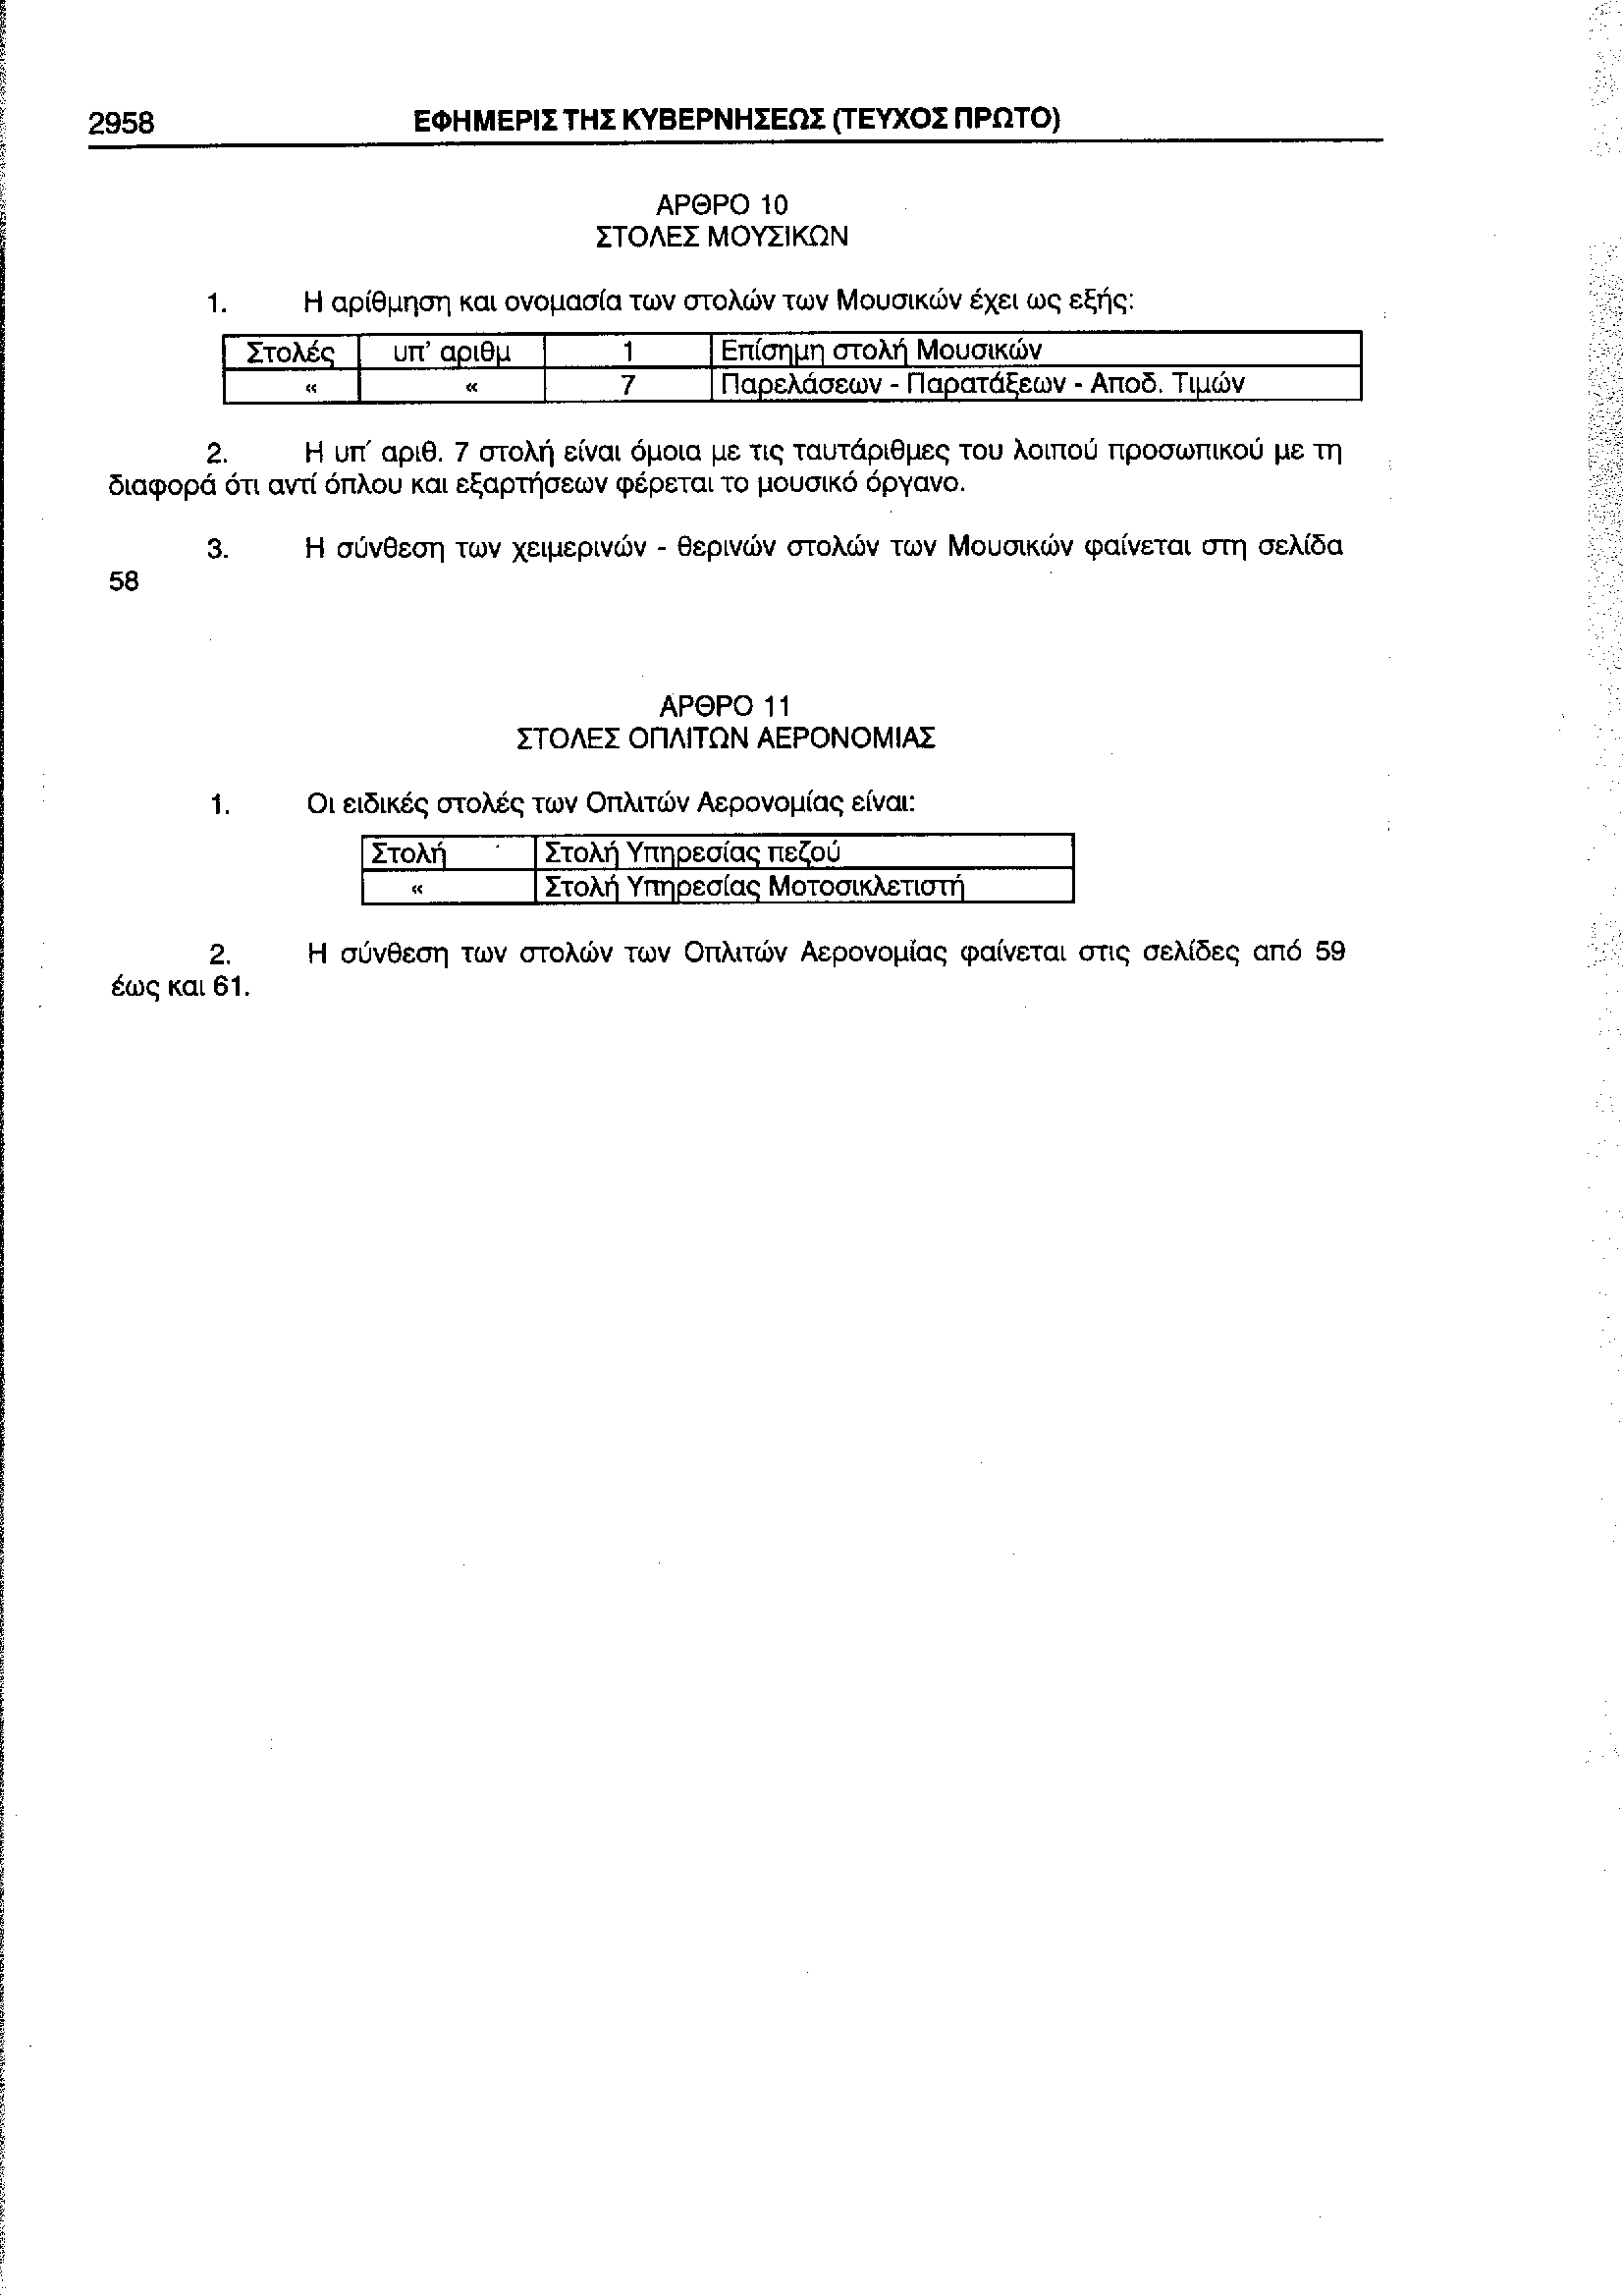 2958 ΕΦΗΜΕΡΙΣ ΤΗΣ ΚΥΒΕΡΝΗΣΕΩΣ (ΤΕΥΧΟΣ ΠΡΩΤΟ)
ΑΡΘΡΟ 10
ΣΤΟΛΕΣ ΜΟΥΣΙΚΩΝ
1. Η αρίθμηση και ονομασία των στολών των Μουσικών έχει ως εξής:
Στολές υπ’ αριθμ 1 Επίσημη στολή Μουσικών
« « 7 Παρελάσεων - Παρατάξεων - Αποδ. Τιμών
2. Η υπ΄ αριθ. 7 στολή είναι όμοια με τις ταυτάριθμες του λοιπού προσωπικού με τη
διαφορά ότι αντί όπλου και εξαρτήσεων φέρεται το μουσικό όργανο.
3. Η σύνθεση των χειμερινών - θερινών στολών των Μουσικών φαίνεται στη σελίδα
58
ΑΡΘΡΟ 11
ΣΤΟΛΕΣ ΟΠΛΙΤΩΝ ΑΕΡΟΝΟΜΙΑΣ
1. Οι ειδικές στολές των Οπλιτών Αερονομίας είναι:
Στολή Στολή Υπηρεσίας πεζού
« Στολή Υπηρεσίας Μοτοσικλετιστή
2. Η σύνθεση των στολών των Οπλιτών Αερονομίας φαίνεται στις σελίδες από 59
έως και 61.